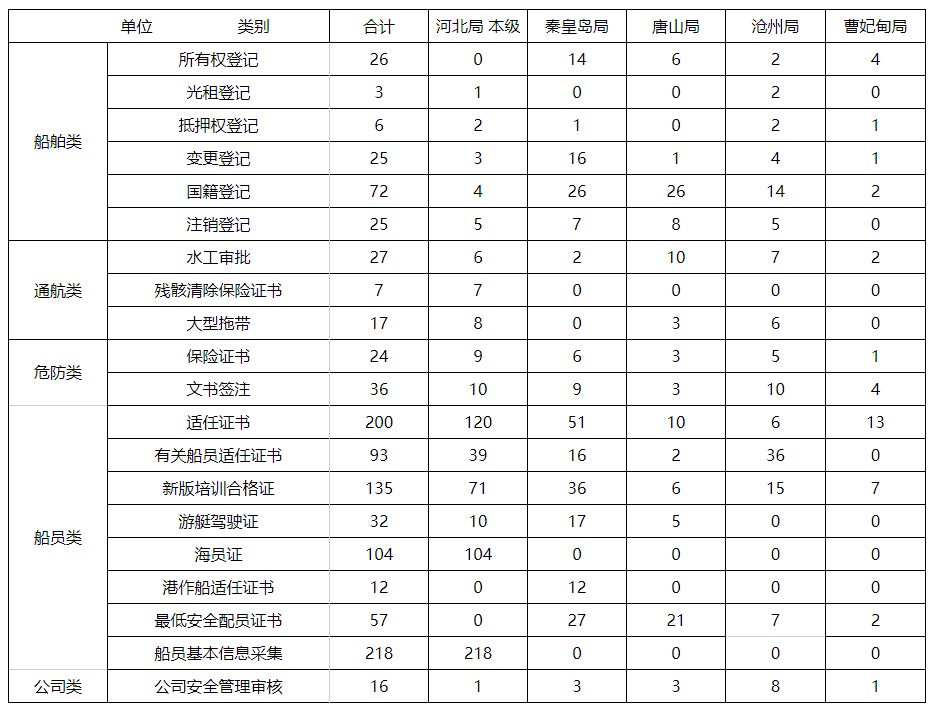 单位 类别 合计 河北局 本级 秦皇岛局 唐山局 沧州局 曹妃甸局
所有权登记 26 0 14 6 2 4
光租登记 3 1 0 0 2 0
抵押权登记 6 2 1 0 2 1
船舶类
变更登记 25 3 16 1 4 1
国籍登记 72 4 26 26 14 2
注销登记 25 5 7 8 5 0
水工审批 27 6 2 10 7 2
通航类 残骸清除保险证书 7 7 0 0 0 0
大型拖带 17 8 0 3 6 0
保险证书 24 9 6 3 5 1
危防类
文书签注 36 10 9 3 10 4
适任证书 200 120 51 10 6 13
有关船员适任证书 93 39 16 2 36 0
新版培训合格证 135 71 36 6 15 7
游艇驾驶证 32 10 17 5 0 0
船员类
海员证 104 104 0 0 0 0
港作船适任证书 12 0 12 0 0 0
最低安全配员证书 57 0 27 21 7 2
船员基本信息采集 218 218 0 0 0 0
公司类 公司安全管理审核 16 1 3 3 8 1